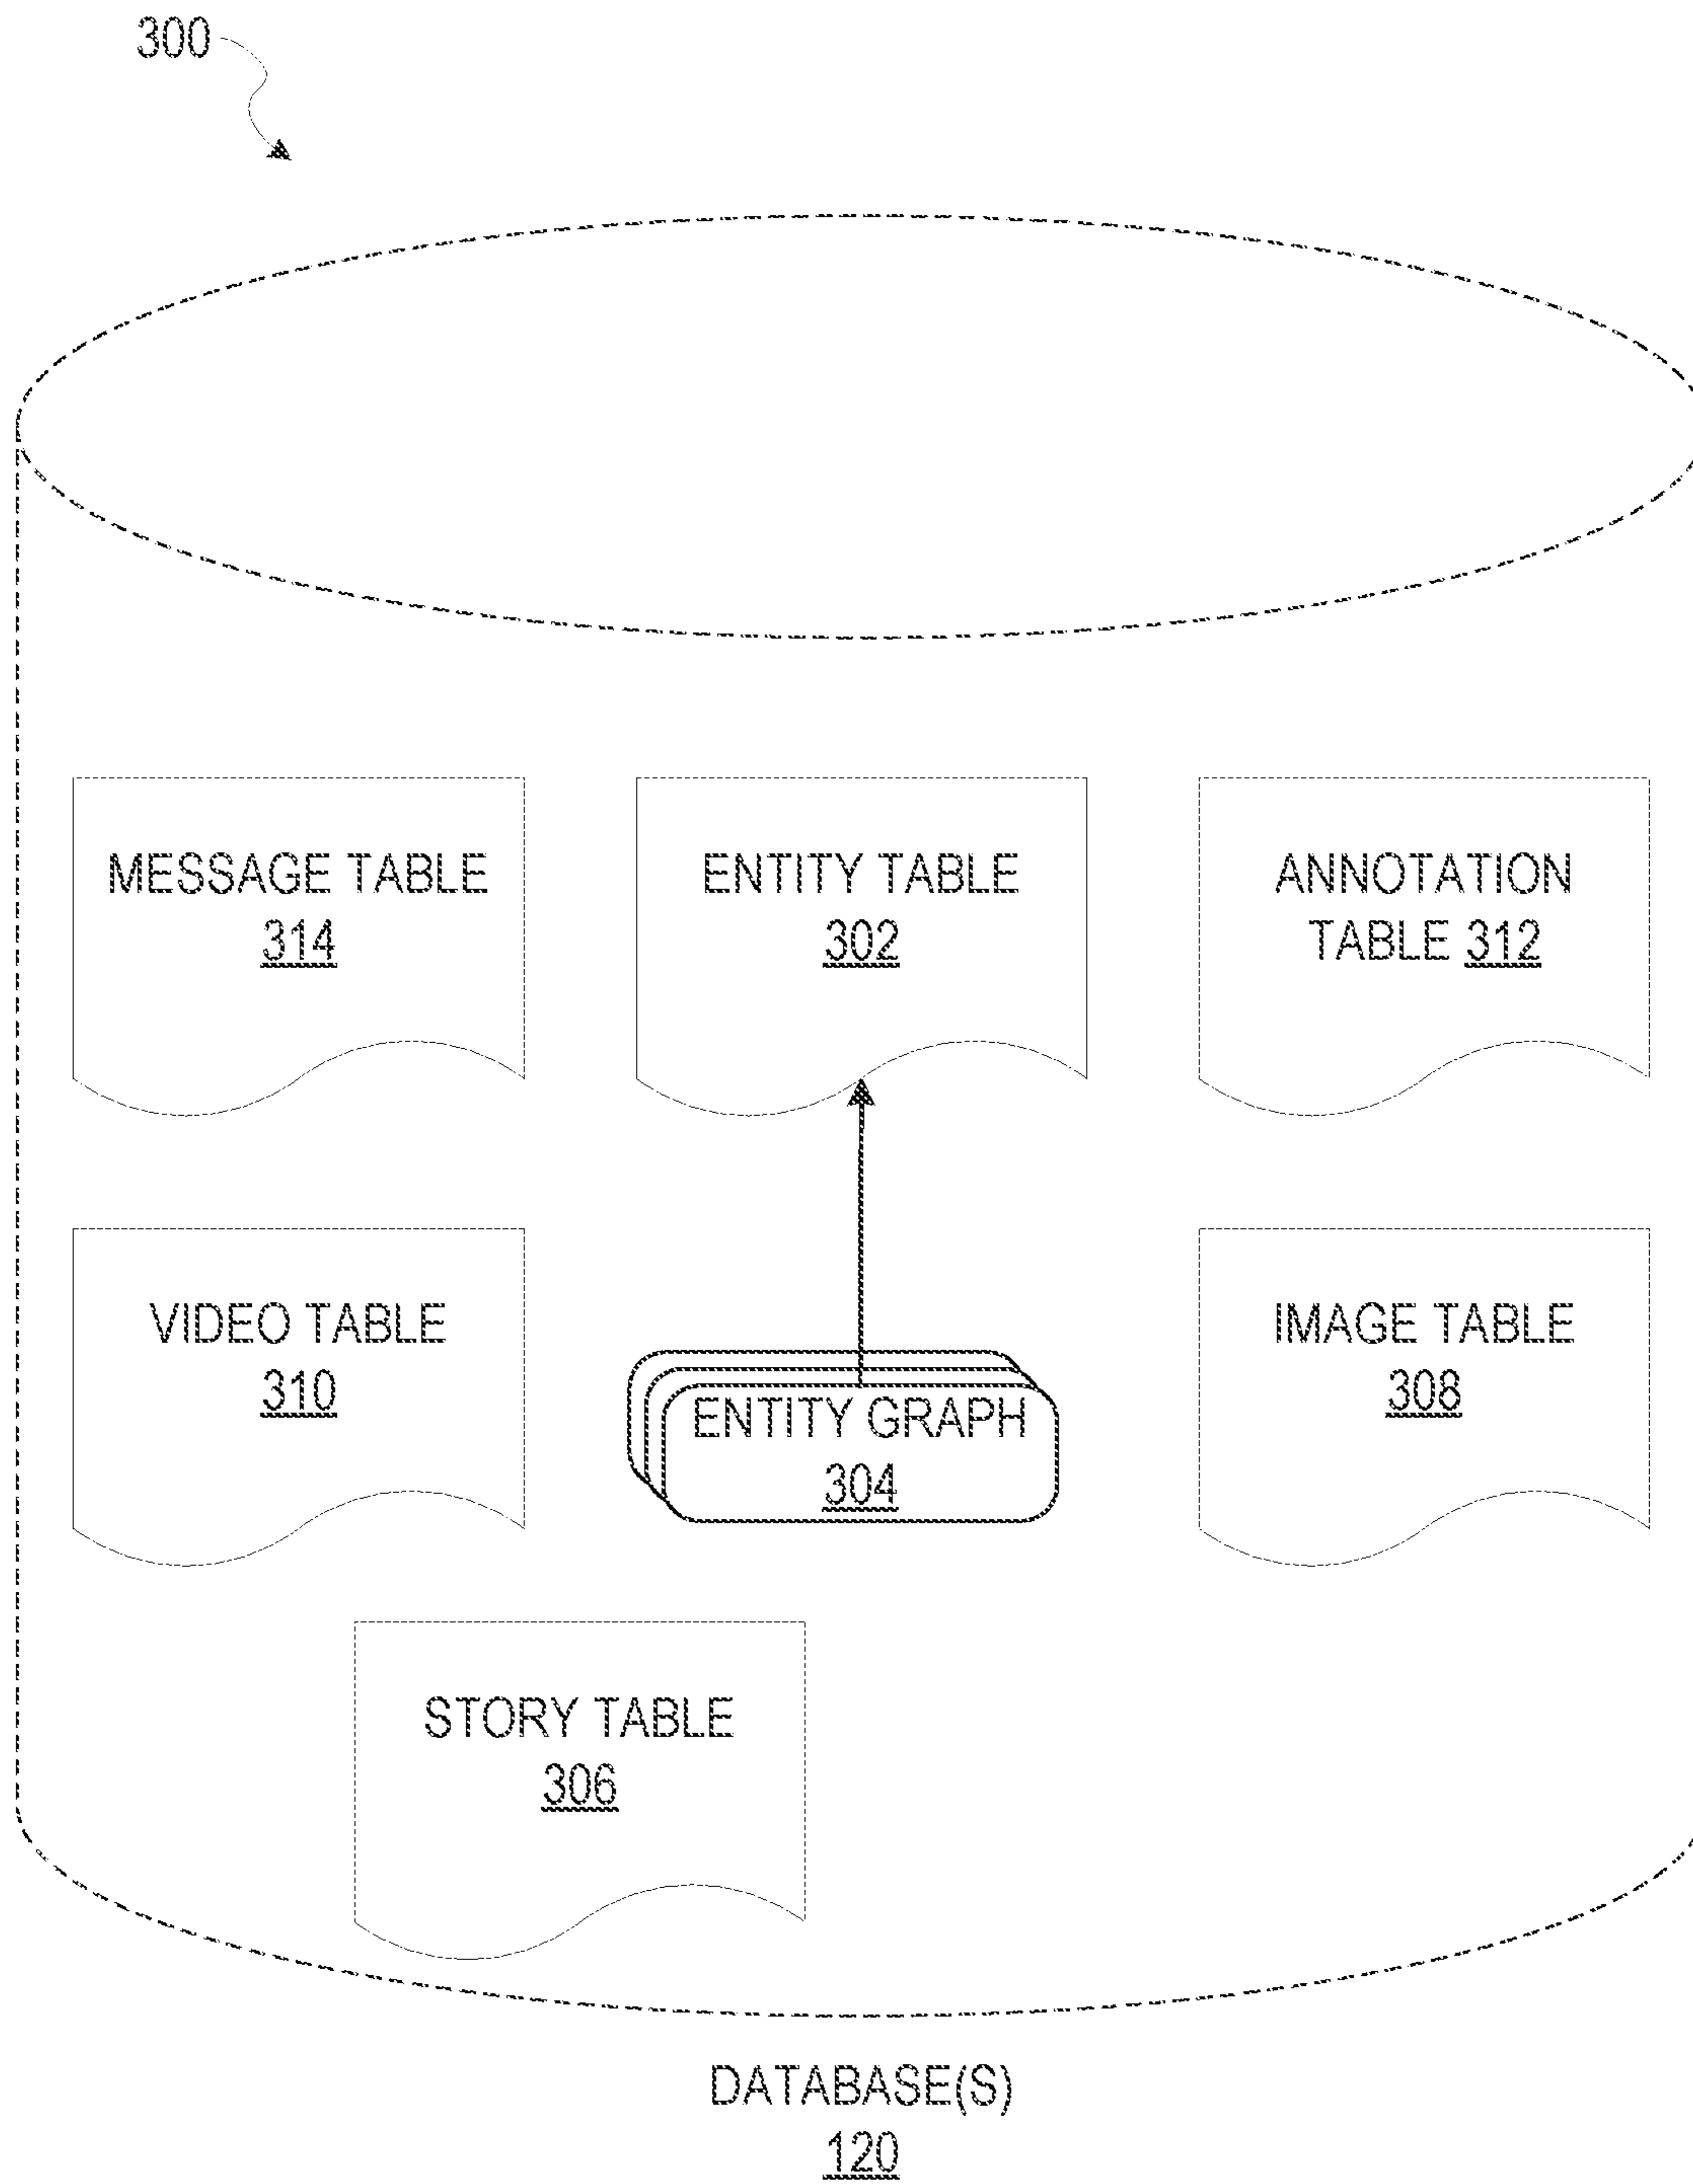 300
MESSAGE TABLE
314
ENTITY TABLE
302
ANNOTATION
TABLE 312
VIDEO TABLE
310
ENTITY GRAPH
304
IMAGE TABLE
308
STORY TABLE
306
DATABASE(S)
120